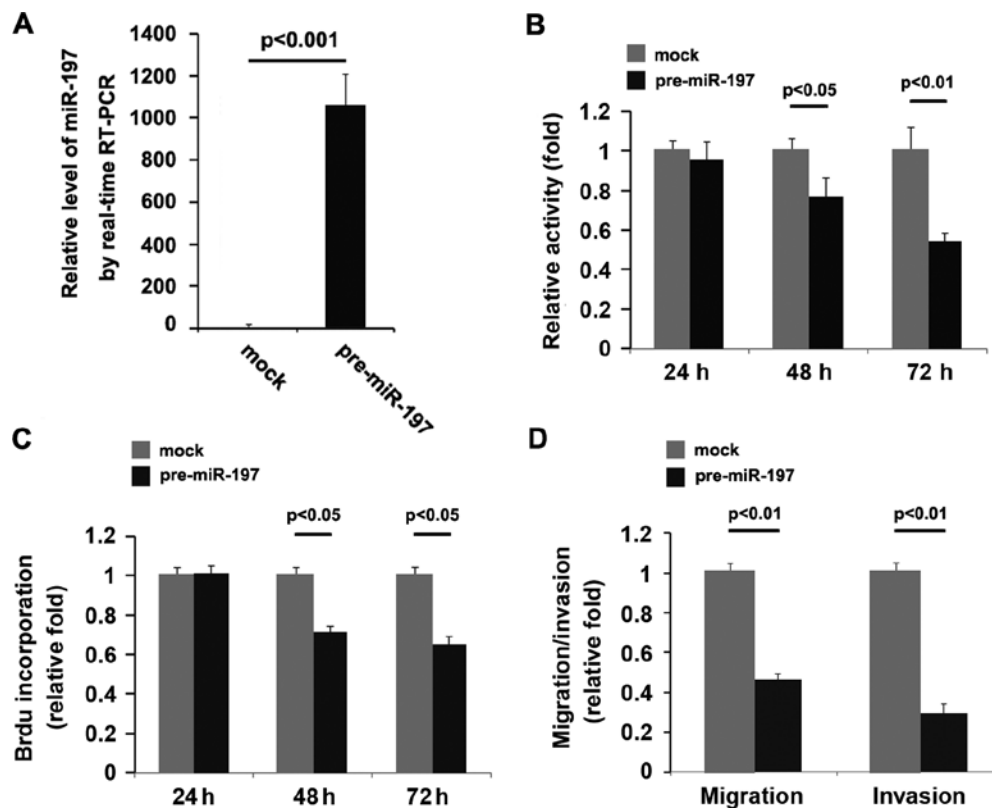 A
Relative level of miR-197
by real-time RT-PCR
1400
1200
1000
800
600
400
200
0
p<0.001
mock
pre-miR-197
B
mock
pre-miR-197
Relative activity (fold)
1.2
1
0.8
0.6
0.4
0.2
0
p<0.05
p<0.01
24 h
48 h
72 h
C
mock
pre-miR-197
Brdu incorporation
(relative fold)
1.2
1
0.8
0.6
0.4
0.2
0
p<0.05
p<0.05
24 h
48 h
72 h
D
mock
pre-miR-197
Migration/invasion
(relative fold)
1.2
1
0.8
0.6
0.4
0.2
0
p<0.01
p<0.01
Migration
Invasion